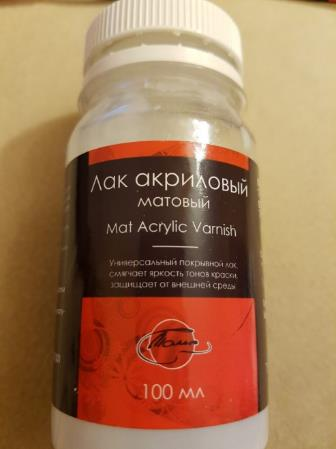 Лак акриловый
матовый
Mat Acrylic Varnish
Универсальный покрывной лак,
смягчает яркость тонов краски,
защищает от внешней среды
100 мл